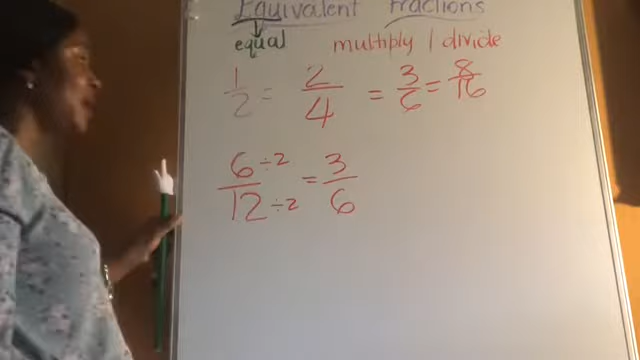 Equivalent Fractions
equal multiply / divide
1/2 = 2/4 = 3/6 = 8/16
6÷2/12÷2 = 3/6